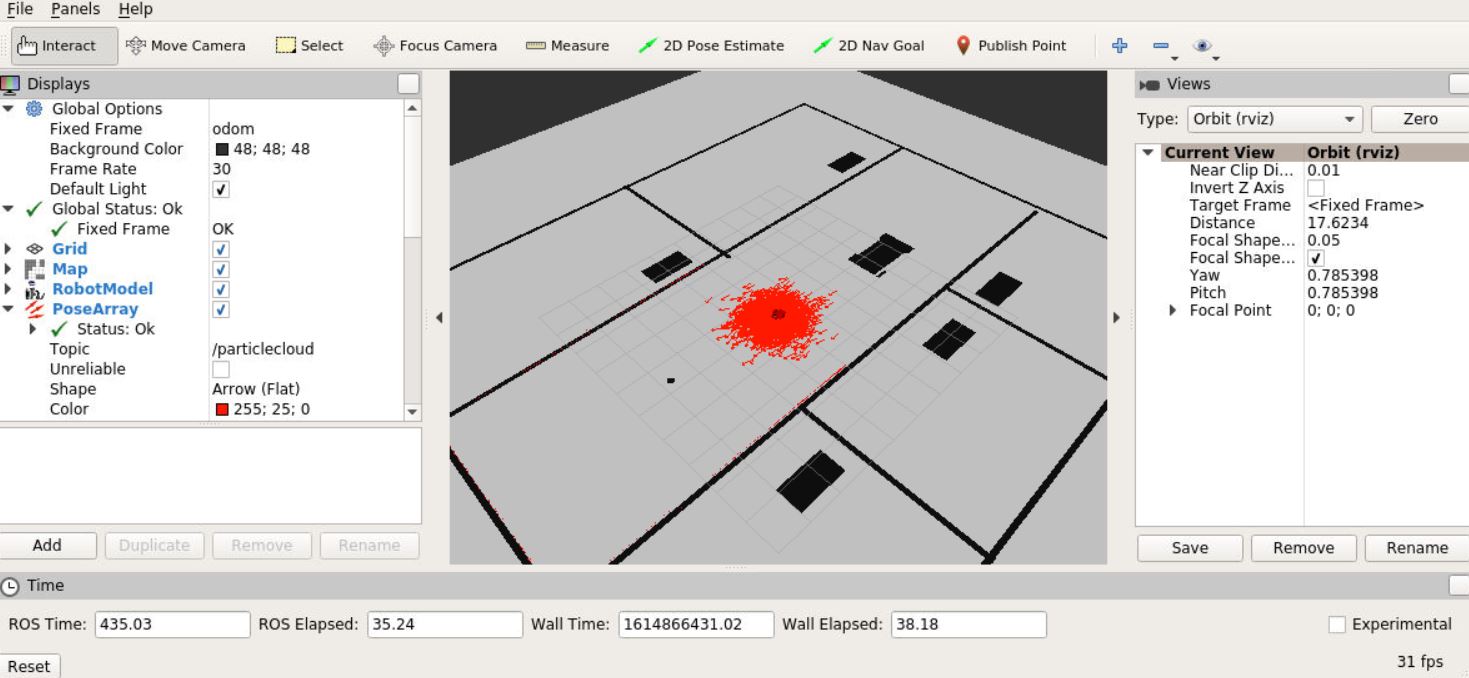 File Panels Help
Interact Move Camera Select Focus Camera Measure 2D Pose Estimate 2D Nav Goal Publish Point
Displays
Global Options
Fixed Frame odom
Background Color 48; 48; 48
Frame Rate 30
Default Light
Global Status: Ok
Fixed Frame OK
Grid
Map
RobotModel
PoseArray
Status: Ok
Topic /particlecloud
Unreliable
Shape Arrow (Flat)
Color 255; 25; 0
Add Duplicate Remove Rename
Views
Type: Orbit (rviz) Zero
Current View Orbit (rviz)
Near Clip Di... 0.01
Invert Z Axis
Target Frame <Fixed Frame>
Distance 17.6234
Focal Shape... 0.05
Focal Shape...
Yaw 0.785398
Pitch 0.785398
Focal Point 0; 0; 0
Save Remove Rename
Time
ROS Time: 435.03 ROS Elapsed: 35.24 Wall Time: 1614866431.02 Wall Elapsed: 38.18 Experimental
Reset 31 fps